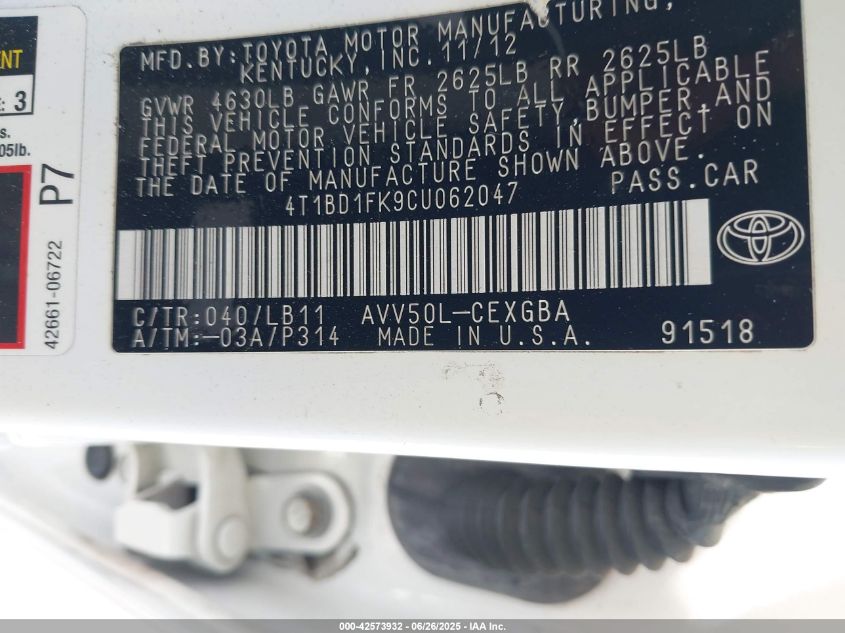 ENT
E: 3
s.
05lb.
P7
42661-06722
MFD. BY: TOYOTA MOTOR MANUFACTURING,
KENTUCKY, INC. 11/12
GVWR 4630LB GAWR FR 2625LB RR 2625LB
THIS VEHICLE CONFORMS TO ALL APPLICABLE
FEDERAL MOTOR VEHICLE SAFETY, BUMPER, AND
THEFT PREVENTION STANDARDS IN EFFECT ON
THE DATE OF MANUFACTURE SHOWN ABOVE.
4T1BD1FK9CU062047 PASS.CAR
C/TR: 040/LB11 AVV50L-CEXGBA
A/TM: -03A/P314 MADE IN U.S.A. 91518
000-42573932 - 06/26/2025 - IAA Inc.